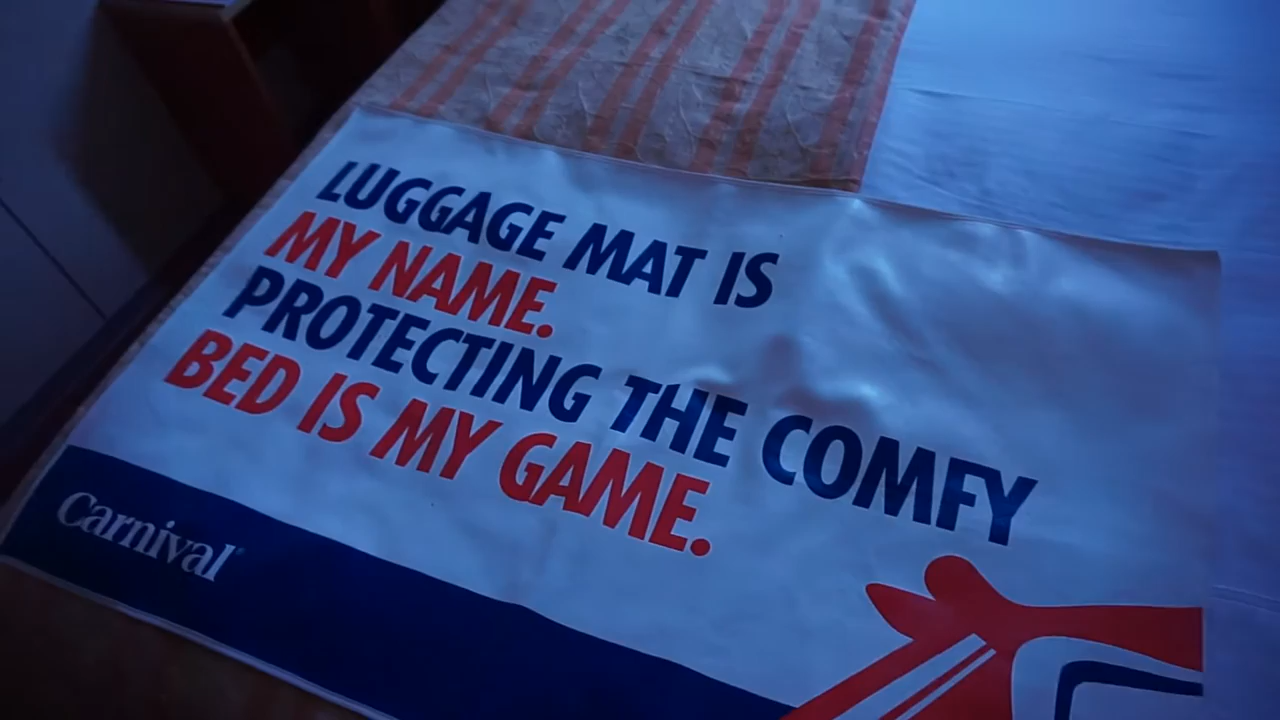 LUGGAGE MAT IS
MY NAME.
PROTECTING THE COMFY
BED IS MY GAME.
Carnival